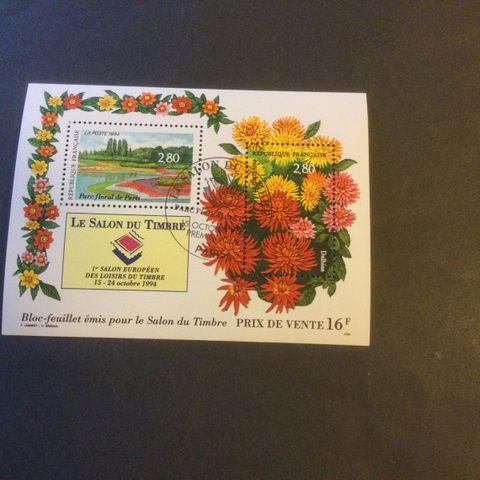 LA POSTE 1994
2,80
RÉPUBLIQUE FRANÇAISE
Parc floral de Paris
RÉPUBLIQUE FRANÇAISE
2,80
Dahlias
LE SALON DU TIMBRE
1er SALON EUROPÉEN
DES LOISIRS DU TIMBRE
15 - 24 octobre 1994
Bloc-feuillet émis pour le Salon du Timbre
PRIX DE VENTE 16F